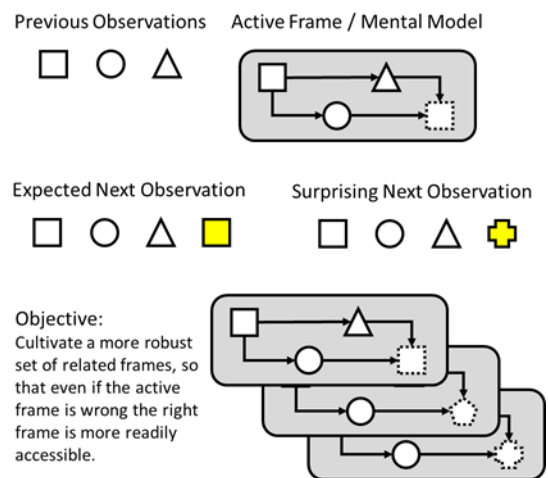 Previous Observations
Active Frame / Mental Model
Expected Next Observation
Surprising Next Observation
Objective:
Cultivate a more robust
set of related frames, so
that even if the active
frame is wrong the right
frame is more readily
accessible.